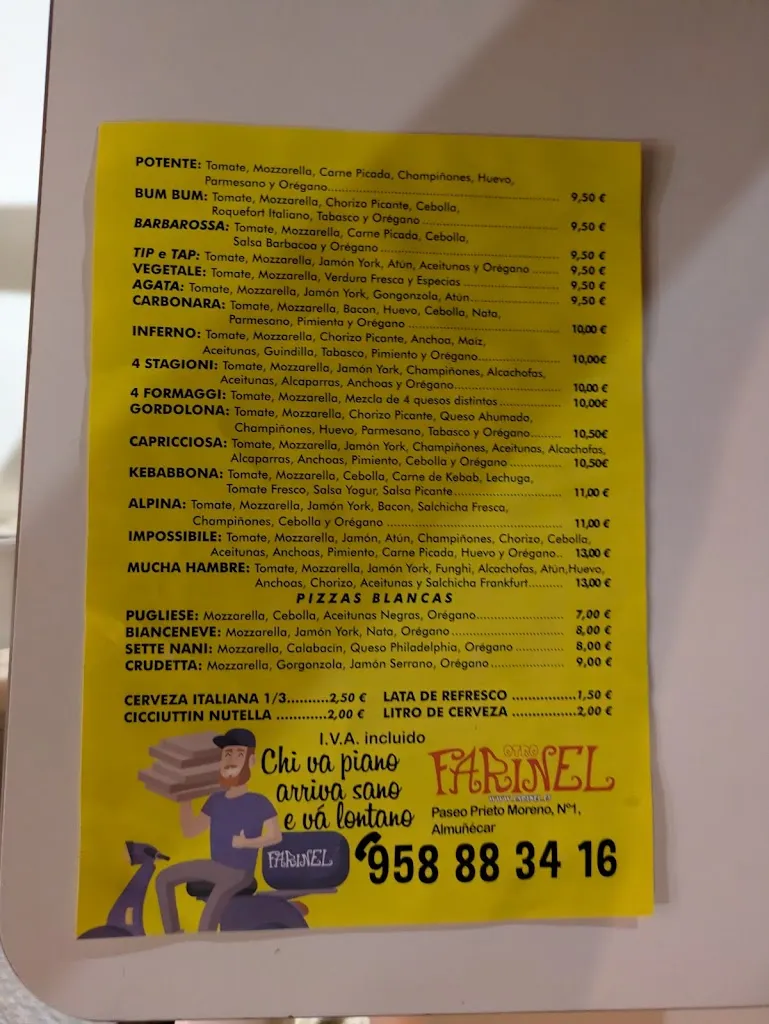 POTENTE: Tomate, Mozzarella, Carne Picada, Champiñones, Huevo,
Parmesano y Orégano.......... 9,50 €
BUM BUM: Tomate, Mozzarella, Chorizo Picante, Cebolla,
Roquefort Italiano, Tabasco y Orégano .......... 9,50 €
BARBAROSSA: Tomate, Mozzarella, Carne Picada, Cebolla,
Salsa Barbacoa y Orégano .......... 9,50 €
TIP e TAP: Tomate, Mozzarella, Jamón York, Atún, Aceitunas y Orégano .......... 9,50 €
VEGETALE: Tomate, Mozzarella, Verdura Fresca y Especias .......... 9,50 €
AGATA: Tomate, Mozzarella, Jamón York, Gongonzola, Atún.......... 9,50 €
CARBONARA: Tomate, Mozzarella, Bacon, Huevo, Cebolla, Nata,
Parmesano, Pimienta y Orégano .......... 10,00 €
INFERNO: Tomate, Mozzarella, Chorizo Picante, Anchoa, Maíz,
Aceitunas, Guindilla, Tabasco, Pimiento y Orégano.......... 10,00€
4 STAGIONI: Tomate, Mozzarella, Jamón York, Champiñones, Alcachofas,
Aceitunas, Alcaparras, Anchoas y Orégano.......... 10,00 €
4 FORMAGGI: Tomate, Mozzarella, Mezcla de 4 quesos distintos.......... 10,00€
GORDOLONA: Tomate, Mozzarella, Chorizo Picante, Queso Ahumado,
Champiñones, Huevo, Parmesano, Tabasco y Orégano......... 10,50€
CAPRICCIOSA: Tomate, Mozzarella, Jamón York, Champiñones, Aceitunas, Alcachofas,
Alcaparras, Anchoas, Pimiento, Cebolla y Orégano .......... 10,50€
KEBABBONA: Tomate, Mozzarella, Cebolla, Carne de Kebab, Lechuga,
Tomate Fresco, Salsa Yogur, Salsa Picante.......... 11,00 €
ALPINA: Tomate, Mozzarella, Jamón York, Bacon, Salchicha Fresca,
Champiñones, Cebolla y Orégano .......... 11,00 €
IMPOSSIBILE: Tomate, Mozzarella, Jamón, Atún, Champiñones, Chorizo, Cebolla,
Aceitunas, Anchoas, Pimiento, Carne Picada, Huevo y Orégano.. 13,00 €
MUCHA HAMBRE: Tomate, Mozzarella, Jamón York, Funghi, Alcachofas, Atún,Huevo,
Anchoas, Chorizo, Aceitunas y Salchicha Frankfurt.......... 13,00 €
PIZZAS BLANCAS
PUGLIESE: Mozzarella, Cebolla, Aceitunas Negras, Orégano.......... 7,00 €
BIANCENEVE: Mozzarella, Jamón York, Nata, Orégano.......... 8,00 €
SETTE NANI: Mozzarella, Calabacín, Queso Philadelphia, Orégano .......... 8,00 €
CRUDETTA: Mozzarella, Gorgonzola, Jamón Serrano, Orégano .......... 9,00 €
CERVEZA ITALIANA 1/3..........2,50 € LATA DE REFRESCO ................1,50 €
CICCIUTTIN NUTELLA ............2,00 € LITRO DE CERVEZA ................2,00 €
I.V.A. incluido
Chi va piano
arriva sano
e vá lontano
OTRO
FARINEL
WWW.FARINEL.ES
Paseo Prieto Moreno, Nº1,
Almuñécar
FARINEL
958 88 34 16